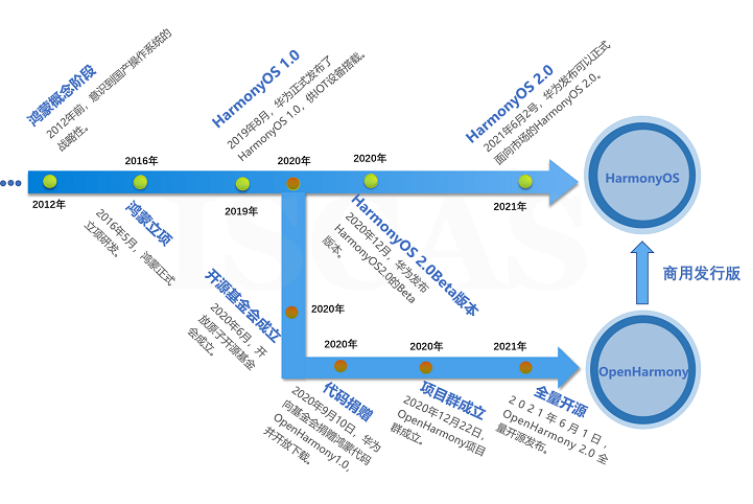 鸿蒙概念阶段
2012年前，意识到国产操作系统的
战略性。
HarmonyOS 1.0
2019年8月，华为正式发布了
HarmonyOS 1.0，供IOT设备搭载。
HarmonyOS 2.0
2021年6月2号，华为发布可以正式
面向市场的HarmonyOS 2.0。
2016年
2020年
2020年
2012年
2019年
2021年
HarmonyOS
鸿蒙立项
2016年5月，鸿蒙正式
立项研发。
HarmonyOS 2.0Beta版本
2020年12月，华为发布
HarmonyOS2.0的Beta
版本。
ISCAS
商用发行版
开源基金会成立
2020年6月，开
放原子开源基金
会成立。
2020年
2020年
2020年
2021年
OpenHarmony
代码捐赠
2020年9月10日，华为
向基金会捐赠鸿蒙代码
OpenHarmony1.0，
并开放下载。
项目群成立
2020年12月22日，
OpenHarmony项目
群成立。
全量开源
2021年6月1日，
OpenHarmony 2.0 全
量开源发布。